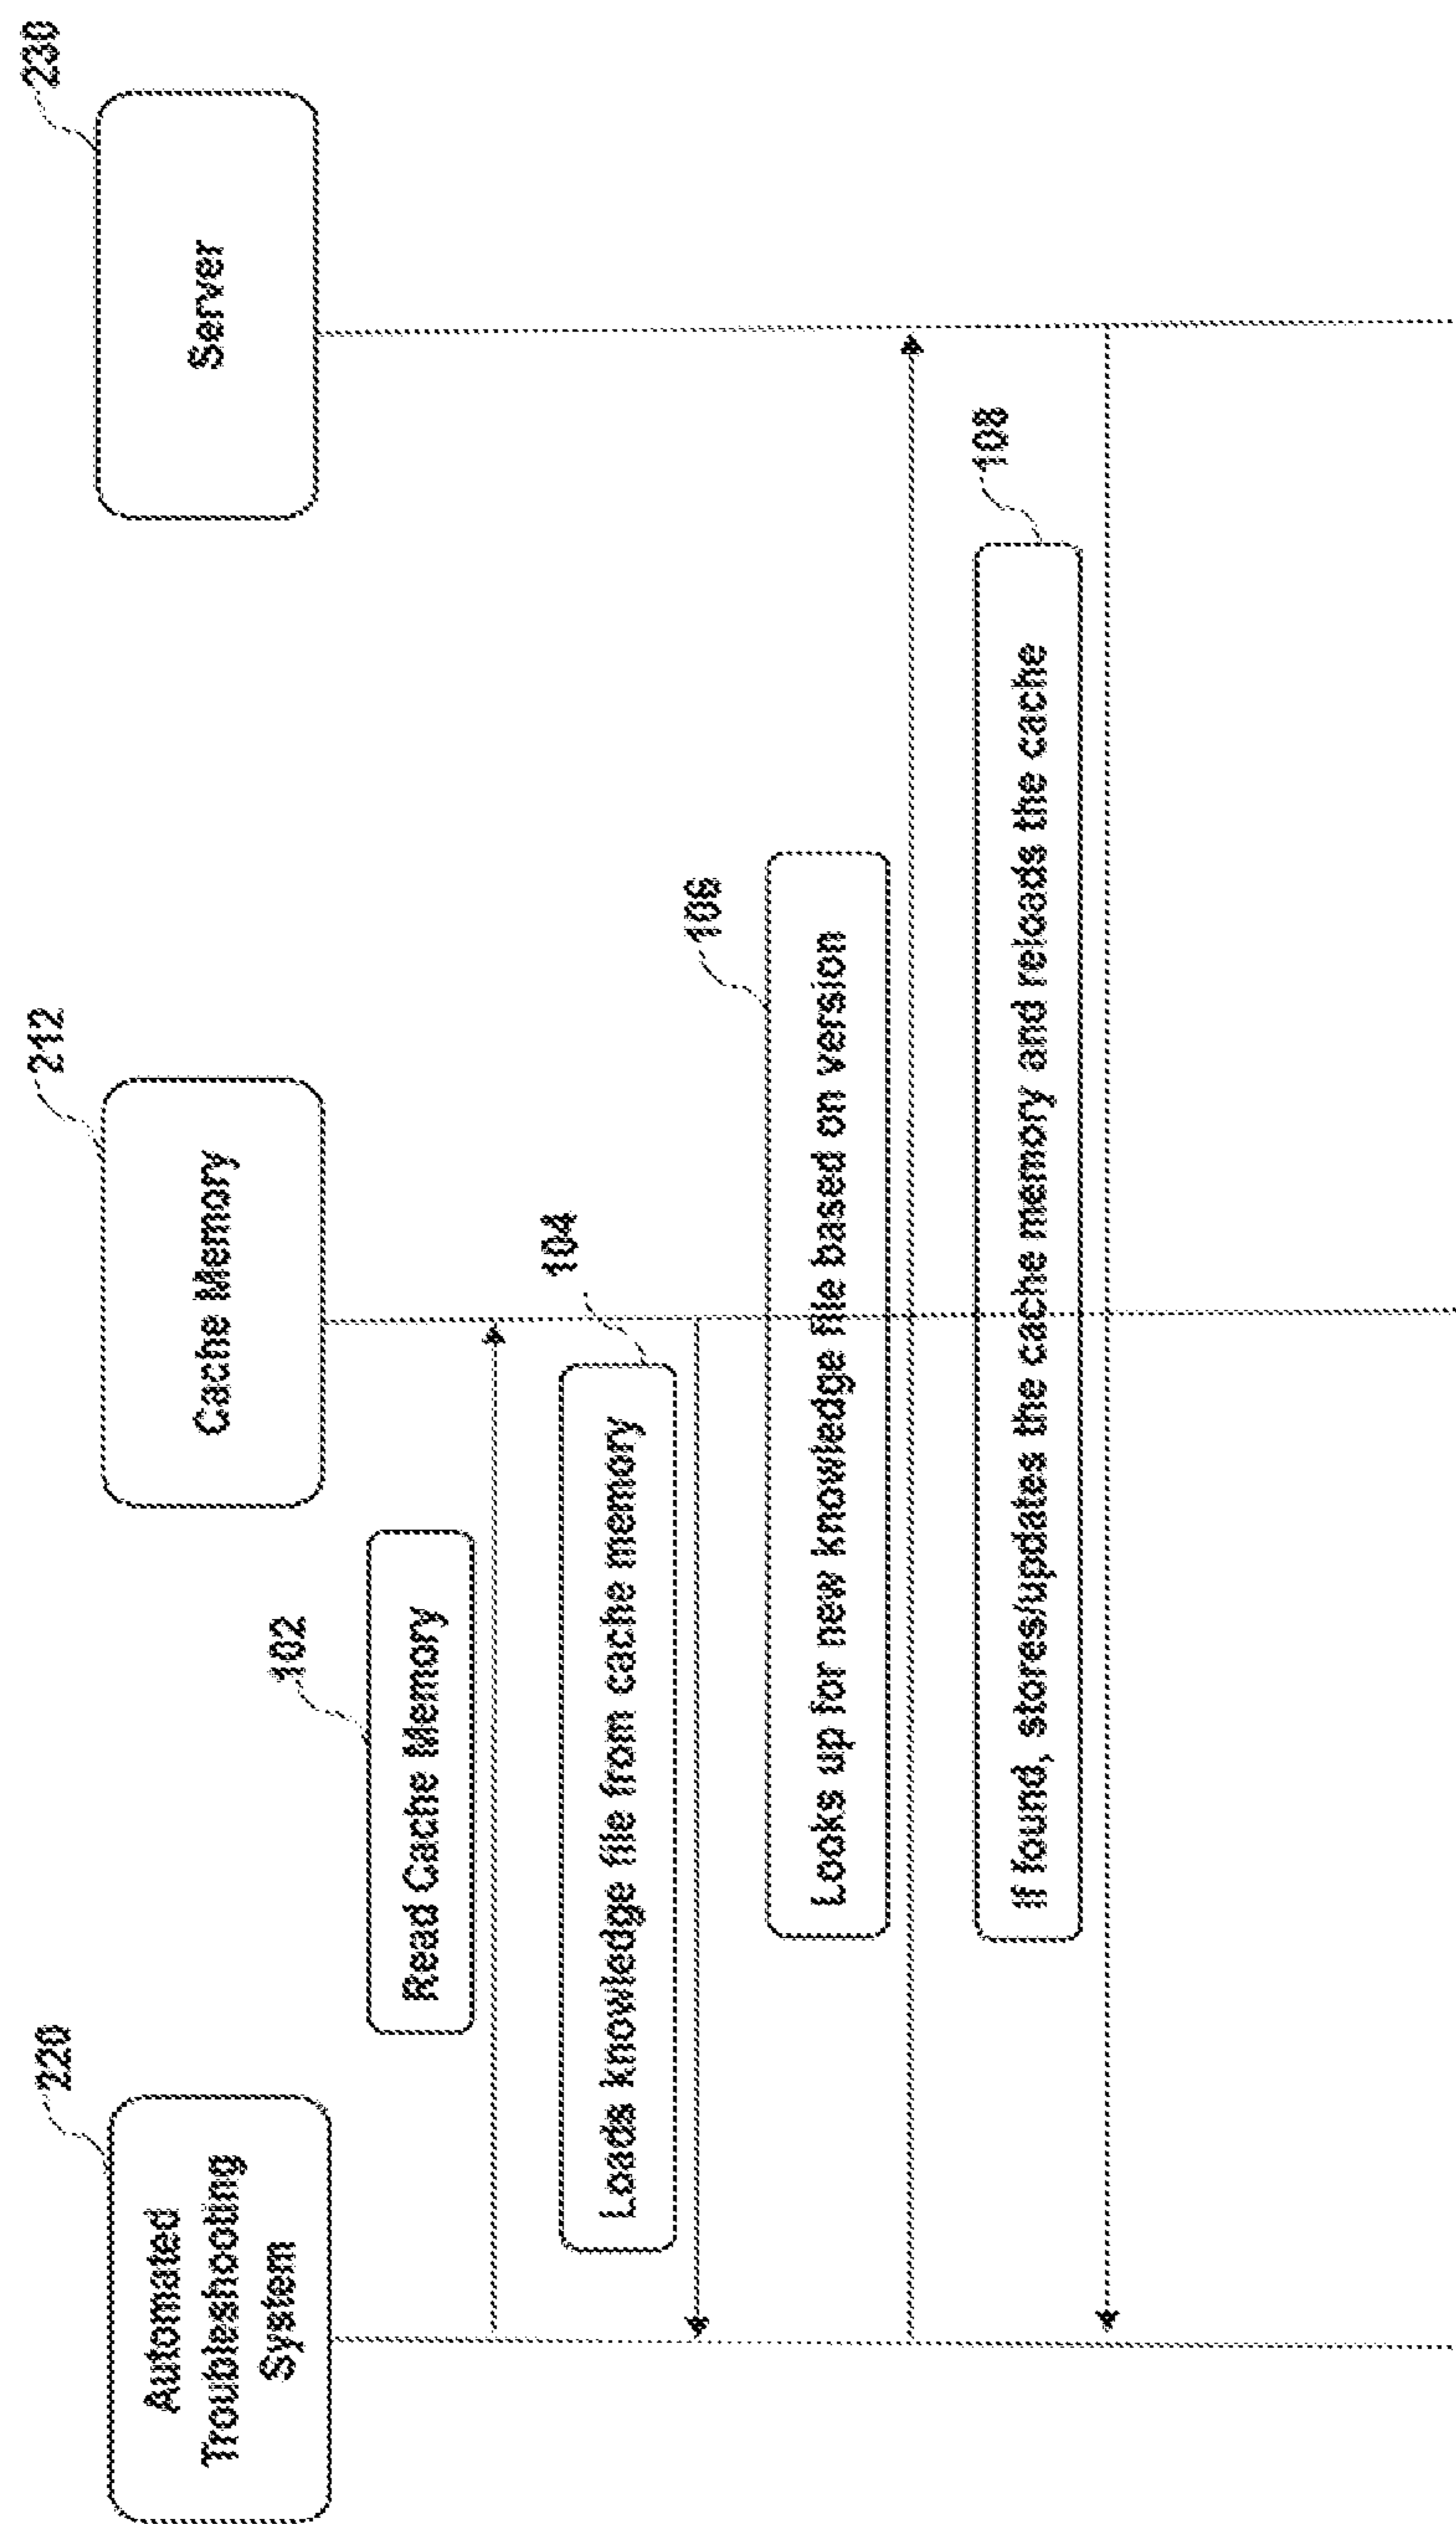 220
Automated
Troubleshooting
System
212
Cache Memory
230
Server
102
Read Cache Memory
104
Loads knowledge file from cache memory
106
Looks up for new knowledge file based on version
108
If found, stores/updates the cache memory and reloads the cache